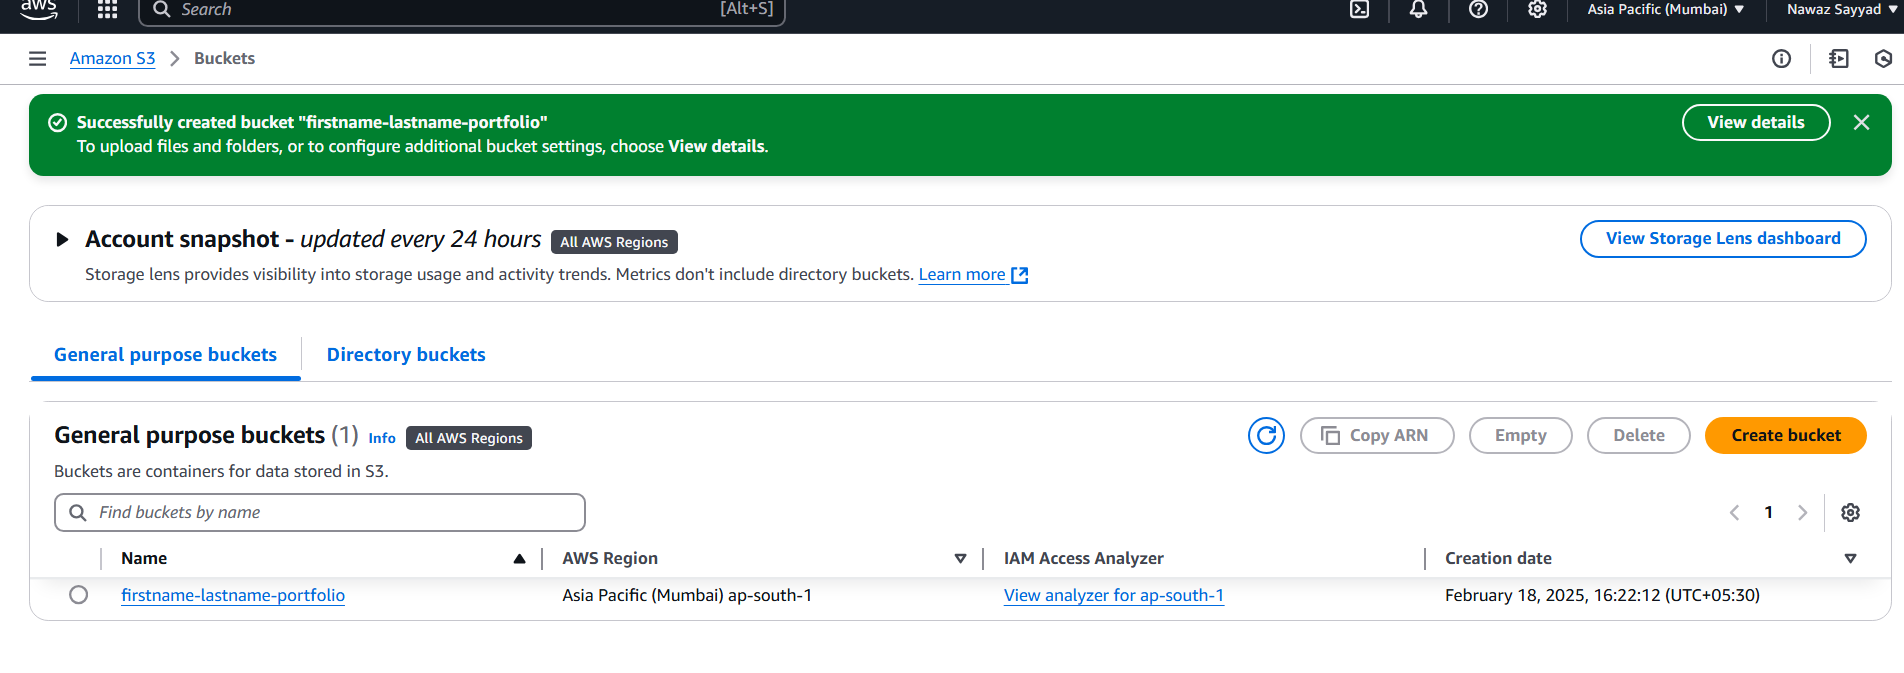 aws
Search [Alt+S] Asia Pacific (Mumbai) Nawaz Sayyad
Amazon S3 Buckets
Successfully created bucket "firstname-lastname-portfolio"
To upload files and folders, or to configure additional bucket settings, choose View details.
View details
Account snapshot - updated every 24 hours All AWS Regions
Storage lens provides visibility into storage usage and activity trends. Metrics don't include directory buckets. Learn more
View Storage Lens dashboard
General purpose buckets Directory buckets
General purpose buckets (1) Info All AWS Regions
Buckets are containers for data stored in S3.
Copy ARN Empty Delete Create bucket
Find buckets by name
1
Name AWS Region IAM Access Analyzer Creation date
firstname-lastname-portfolio Asia Pacific (Mumbai) ap-south-1 View analyzer for ap-south-1 February 18, 2025, 16:22:12 (UTC+05:30)